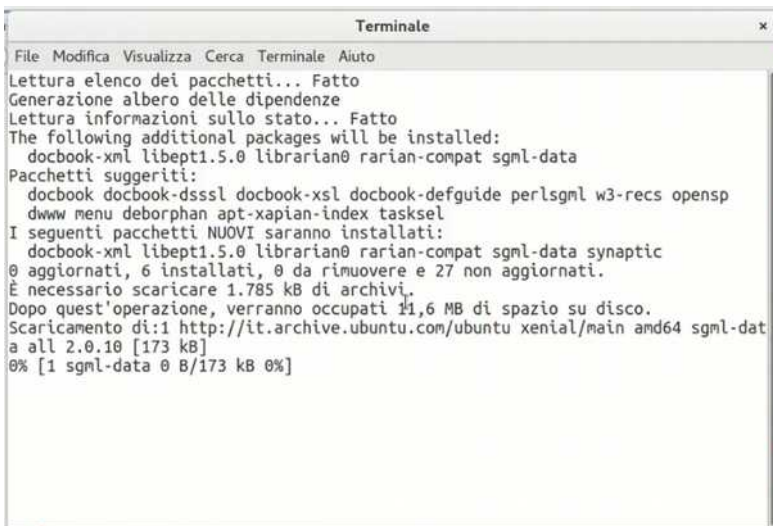 Terminale
File Modifica Visualizza Cerca Terminale Aiuto
Lettura elenco dei pacchetti... Fatto
Generazione albero delle dipendenze
Lettura informazioni sullo stato... Fatto
The following additional packages will be installed:
docbook-xml libept1.5.0 librarian0 rarian-compat sgml-data
Pacchetti suggeriti:
docbook docbook-dsssl docbook-xsl docbook-defguide perlsgml w3-recs opensp
dwww menu deborphan apt-xapian-index tasksel
I seguenti pacchetti NUOVI saranno installati:
docbook-xml libept1.5.0 librarian0 rarian-compat sgml-data synaptic
0 aggiornati, 6 installati, 0 da rimuovere e 27 non aggiornati.
È necessario scaricare 1.785 kB di archivi.
Dopo quest'operazione, verranno occupati 11,6 MB di spazio su disco.
Scaricamento di:1 http://it.archive.ubuntu.com/ubuntu xenial/main amd64 sgml-dat
a all 2.0.10 [173 kB]
0% [1 sgml-data 0 B/173 kB 0%]